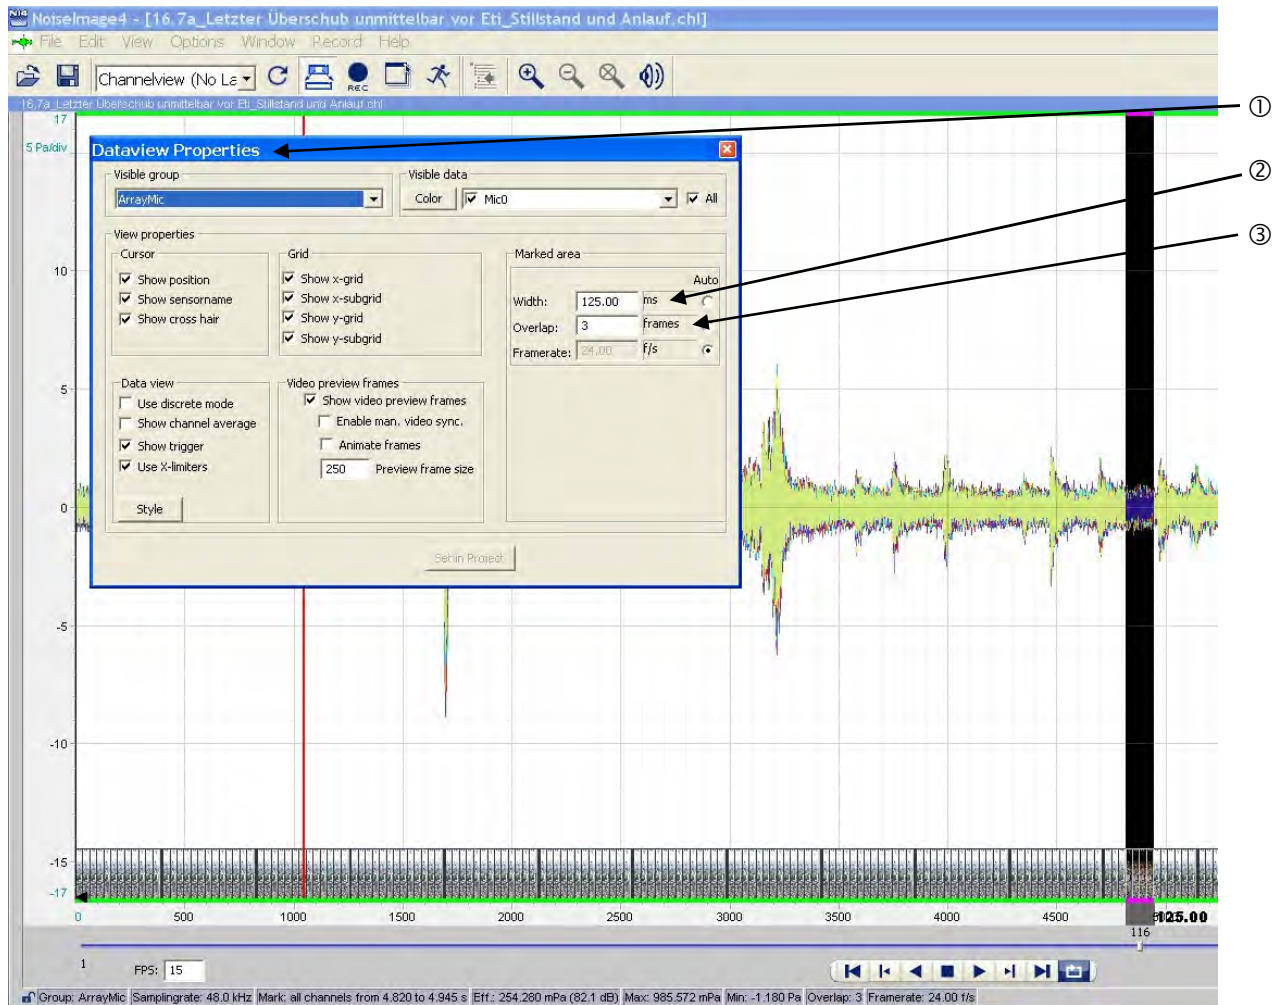 NoiseImage4 - [16.7a_Letzter Überschub unmittelbar vor Eti_Stillstand und Anlauf.chl]
File Edit View Options Window Record Help
Channelview (No La
REC
16.7a_Letzter Überschub unmittelbar vor Eti_Stillstand und Anlauf.chl
①
17
5 Pa/div
Dataview Properties
②
Visible group
Visible data
ArrayMic
Color
Mic0
All
③
View properties
Cursor
Grid
Marked area
10
Show position
Show x-grid
Auto
Show sensorname
Show x-subgrid
Width: 125.00 ms
Show cross hair
Show y-grid
Overlap: 3 frames
Show y-subgrid
Framerate: 24.00 f/s
5
Data view
Video preview frames
Use discrete mode
Show video preview frames
Show channel average
Enable man. video sync.
Show trigger
Animate frames
Use X-limiters
250 Preview frame size
0
Style
Set in Project
-5
-10
-15
-17
0 500 1000 1500 2000 2500 3000 3500 4000 4500 125.00
116
1
FPS: 15
Group: ArrayMic Samplingrate: 48.0 kHz Mark: all channels from 4.820 to 4.945 s Eff.: 254.280 mPa (82.1 dB) Max: 985.572 mPa Min: -1.180 Pa Overlap: 3 Framerate: 24.00 f/s